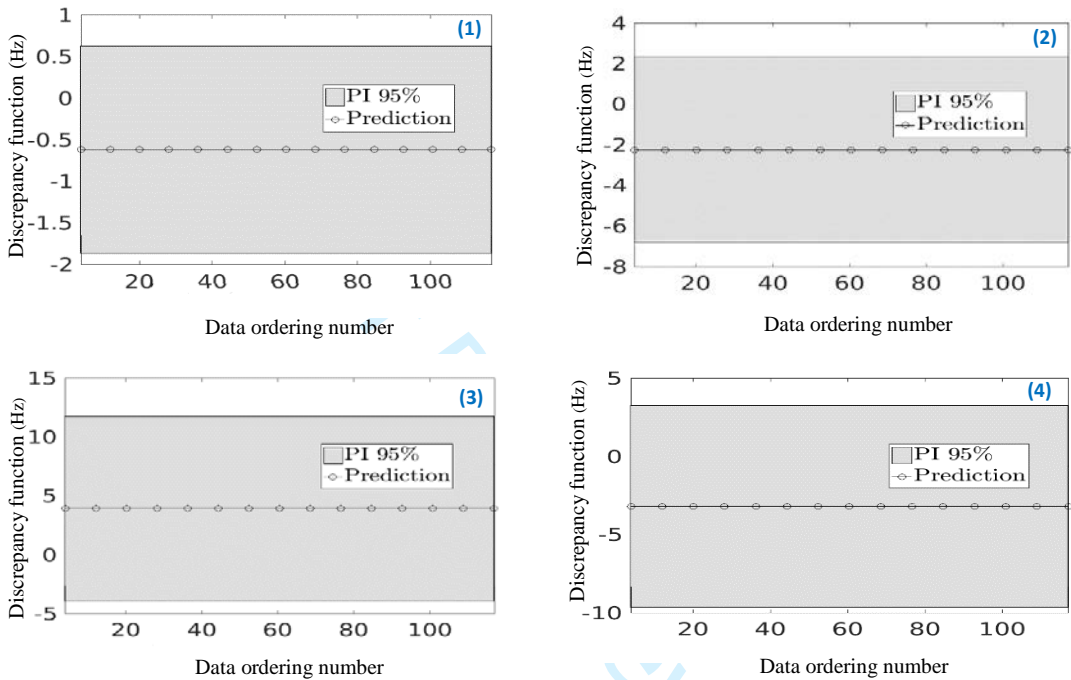 1
(1)
0.5
0
-0.5
-1
-1.5
-2
PI 95%
Prediction
Discrepancy function (Hz)
20 40 60 80 100
Data ordering number
4
(2)
2
0
-2
-4
-6
-8
PI 95%
Prediction
Discrepancy function (Hz)
20 40 60 80 100
Data ordering number
15
(3)
10
5
0
-5
PI 95%
Prediction
Discrepancy function (Hz)
20 40 60 80 100
Data ordering number
5
(4)
0
-5
-10
PI 95%
Prediction
Discrepancy function (Hz)
20 40 60 80 100
Data ordering number